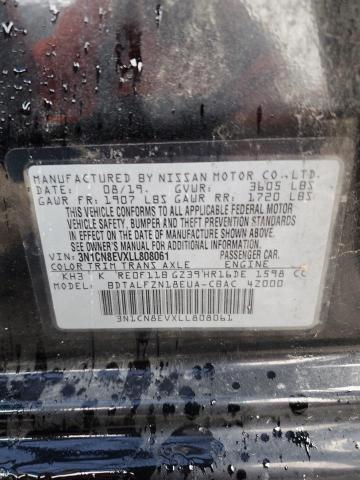 MANUFACTURED BY NISSAN MOTOR CO., LTD.
DATE: 08/19. GVWR: 3605 LBS
GAWR FR: 1907 LBS GAWR RR: 1720 LBS
THIS VEHICLE CONFORMS TO ALL APPLICABLE FEDERAL MOTOR
VEHICLE SAFETY, BUMPER, AND THEFT PREVENTION STANDARDS
IN EFFECT ON THE DATE OF MANUFACTURE SHOWN ABOVE.
SEE OWNER'S MANUAL FOR ADDITIONAL INFORMATION
VIN: 3N1CN8EVXLL808061 PASSENGER CAR.
COLOR TRIM TRANS AXLE ENGINE
KH3 K RE0F11B GZ39 HR16DE 1598 CC
MODEL: BDTALFZN18EUA-CBAC 4Z000
3N1CN8EVXLL808061